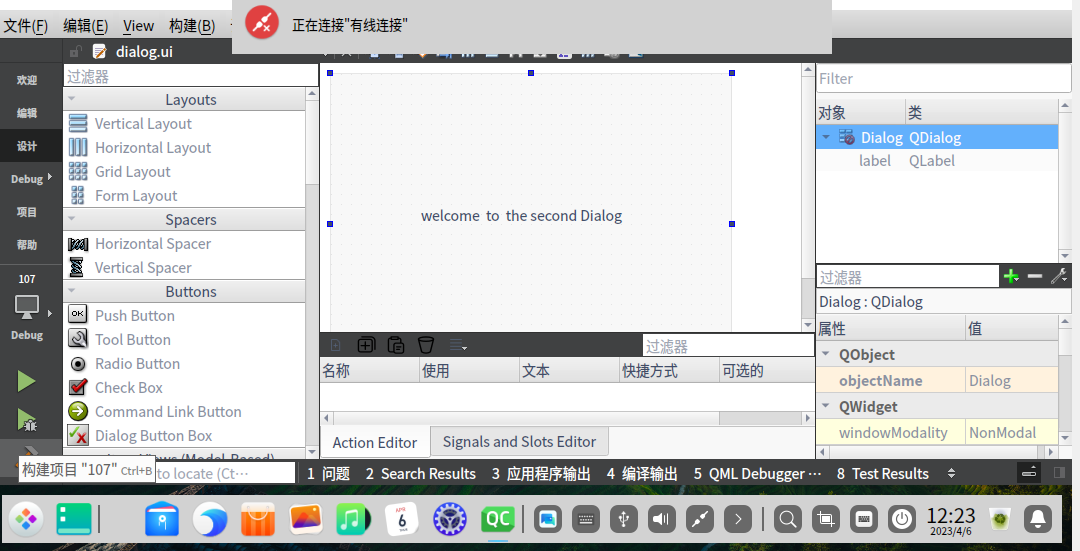 正在连接"有线连接"
文件(F) 编辑(E) View 构建(B)
dialog.ui
欢迎
编辑
设计
Debug
项目
帮助
107
Debug
过滤器
Layouts
Vertical Layout
Horizontal Layout
Grid Layout
Form Layout
Spacers
Horizontal Spacer
Vertical Spacer
Buttons
Push Button
OK
Tool Button
Radio Button
Check Box
Command Link Button
Dialog Button Box
welcome to the second Dialog
过滤器
名称 使用 文本 快捷方式 可选的
Action Editor Signals and Slots Editor
Filter
对象 类
Dialog QDialog
label QLabel
过滤器
Dialog : QDialog
属性 值
QObject
objectName Dialog
QWidget
windowModality NonModal
构建项目 "107" Ctrl+B
to locate (Ct…
1 问题 2 Search Results 3 应用程序输出 4 编译输出 5 QML Debugger … 8 Test Results
APR
6
QC
12:23
2023/4/6